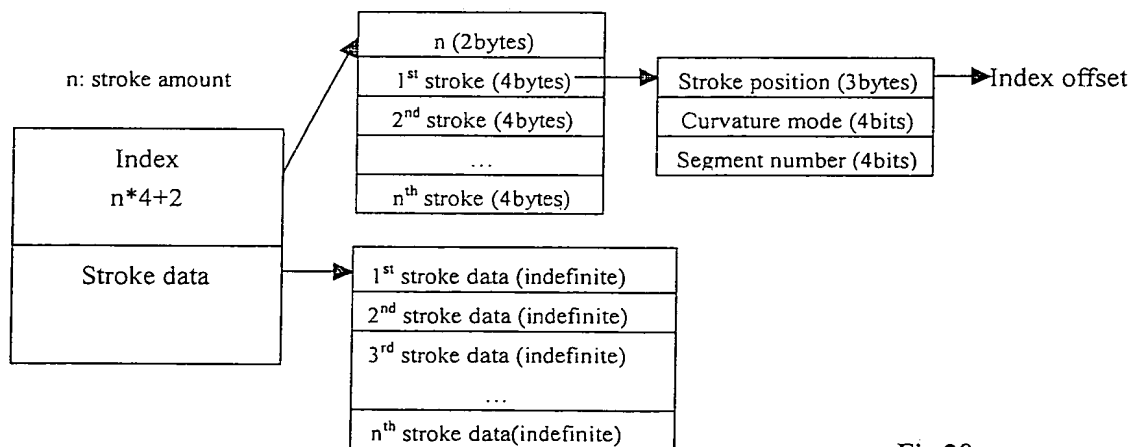 n: stroke amount
Index
n*4+2
Stroke data
n (2bytes)
1st stroke (4bytes)
2nd stroke (4bytes)
...
nth stroke (4bytes)
Stroke position (3bytes)
Curvature mode (4bits)
Segment number (4bits)
Index offset
1st stroke data (indefinite)
2nd stroke data (indefinite)
3rd stroke data (indefinite)
...
nth stroke data(indefinite)